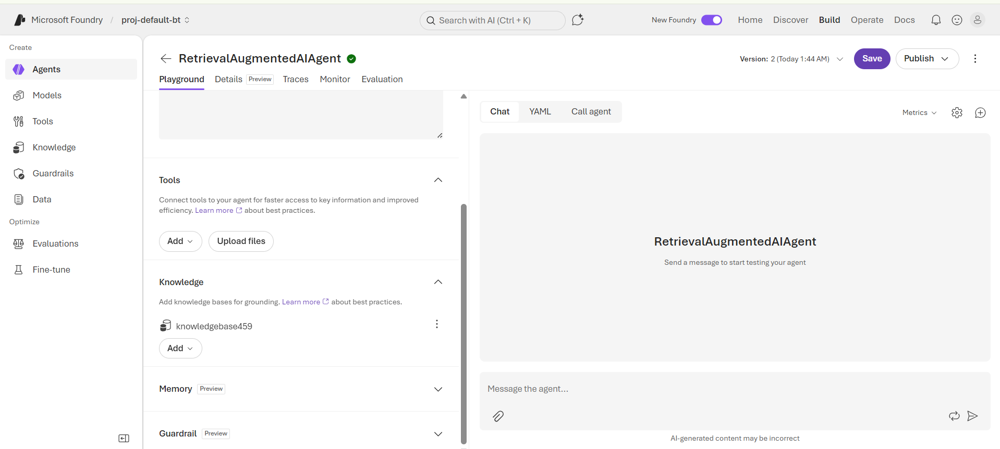 Microsoft Foundry / proj-default-bt
Search with AI (Ctrl + K)
New Foundry
Home
Discover
Build
Operate
Docs
Create
Agents
Models
Tools
Knowledge
Guardrails
Data
Optimize
Evaluations
Fine-tune
RetrievalAugmentedAIAgent
Version: 2 (Today 1:44 AM)
Save
Publish
Playground
Details Preview
Traces
Monitor
Evaluation
Tools
Connect tools to your agent for faster access to key information and improved
efficiency. Learn more about best practices.
Add
Upload files
Knowledge
Add knowledge bases for grounding. Learn more about best practices.
knowledgebase459
Add
Memory Preview
Guardrail Preview
Chat
YAML
Call agent
Metrics
RetrievalAugmentedAIAgent
Send a message to start testing your agent
Message the agent...
AI-generated content may be incorrect